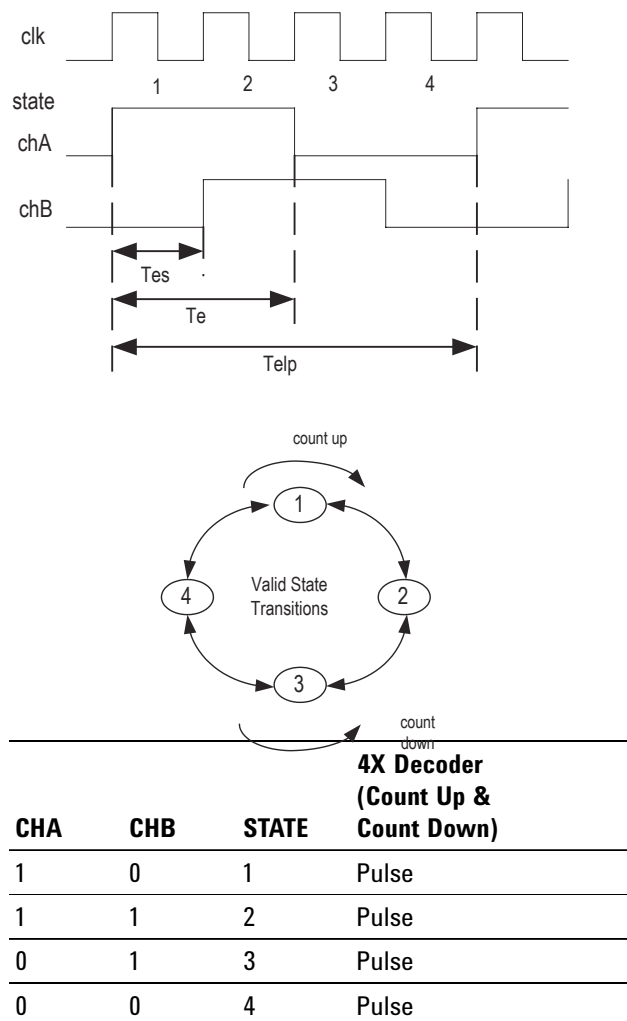 clk
1 2 3 4
state
chA
chB
Tes
Te
Telp
count up
1
4 Valid State 2
Transitions
3
count
down
4X Decoder
(Count Up &
CHA CHB STATE Count Down)
1 0 1 Pulse
1 1 2 Pulse
0 1 3 Pulse
0 0 4 Pulse